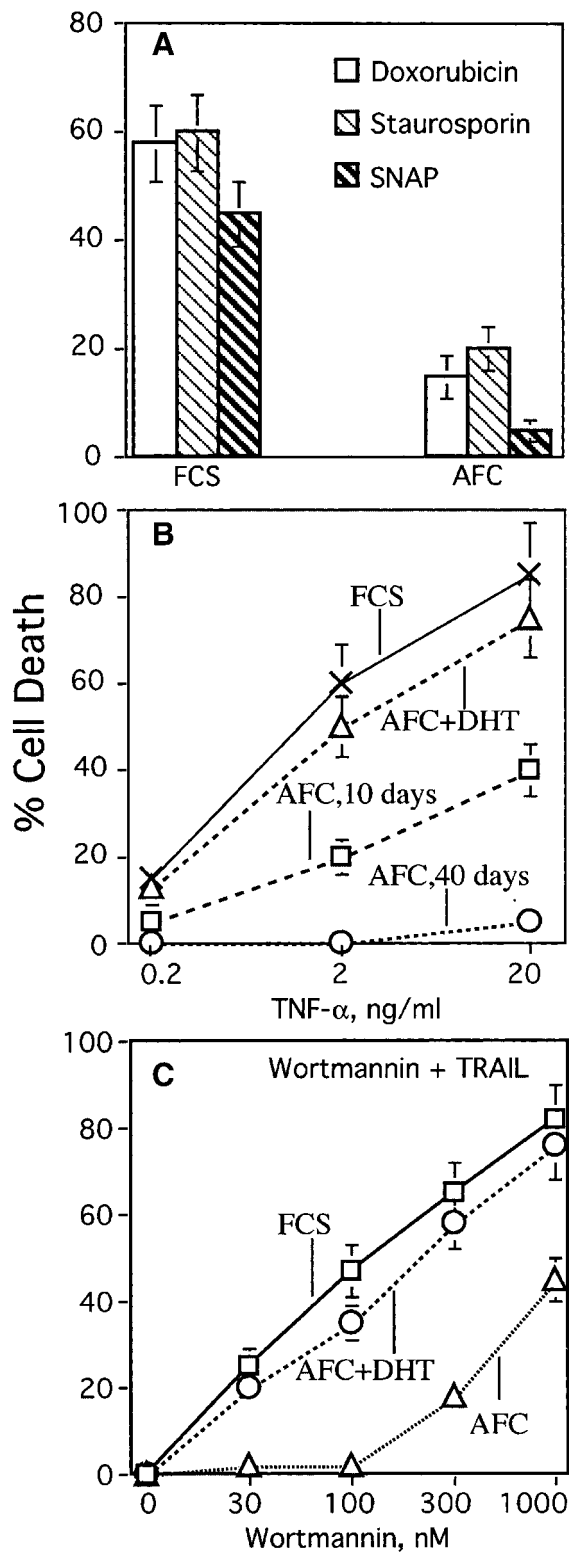 % Cell Death
A
80
60
40
20
0
Doxorubicin
Staurosporin
SNAP
FCS
AFC
B
100
80
60
40
20
0
FCS
AFC+DHT
AFC,10 days
AFC,40 days
0.2
2
20
TNF-α, ng/ml
C
Wortmannin + TRAIL
100
80
60
40
20
0
FCS
AFC+DHT
AFC
0
30
100
300
1000
Wortmannin, nM